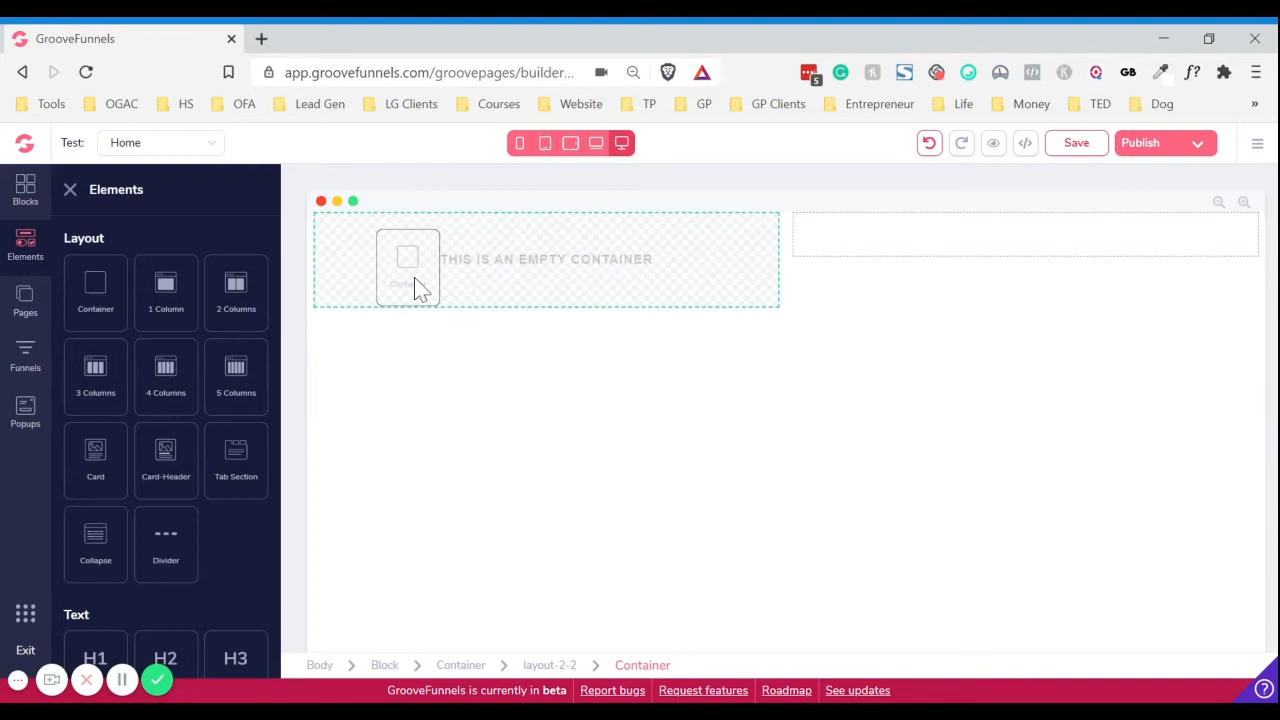 GrooveFunnels
app.groovefunnels.com/groovepages/builder...
5
GB
f?
Tools OGAC HS OFA Lead Gen LG Clients Courses Website TP GP GP Clients Entrepreneur Life Money TED Dog
Test: Home
Save
Publish
Blocks
Elements
Pages
Funnels
Popups
Exit
Elements
Layout
Container 1 Column 2 Columns
3 Columns 4 Columns 5 Columns
Card Card-Header Tab Section
Collapse Divider
Text
H1 H2 H3
THIS IS AN EMPTY CONTAINER
Body Block Container layout-2-2 Container
GrooveFunnels is currently in beta Report bugs Request features Roadmap See updates